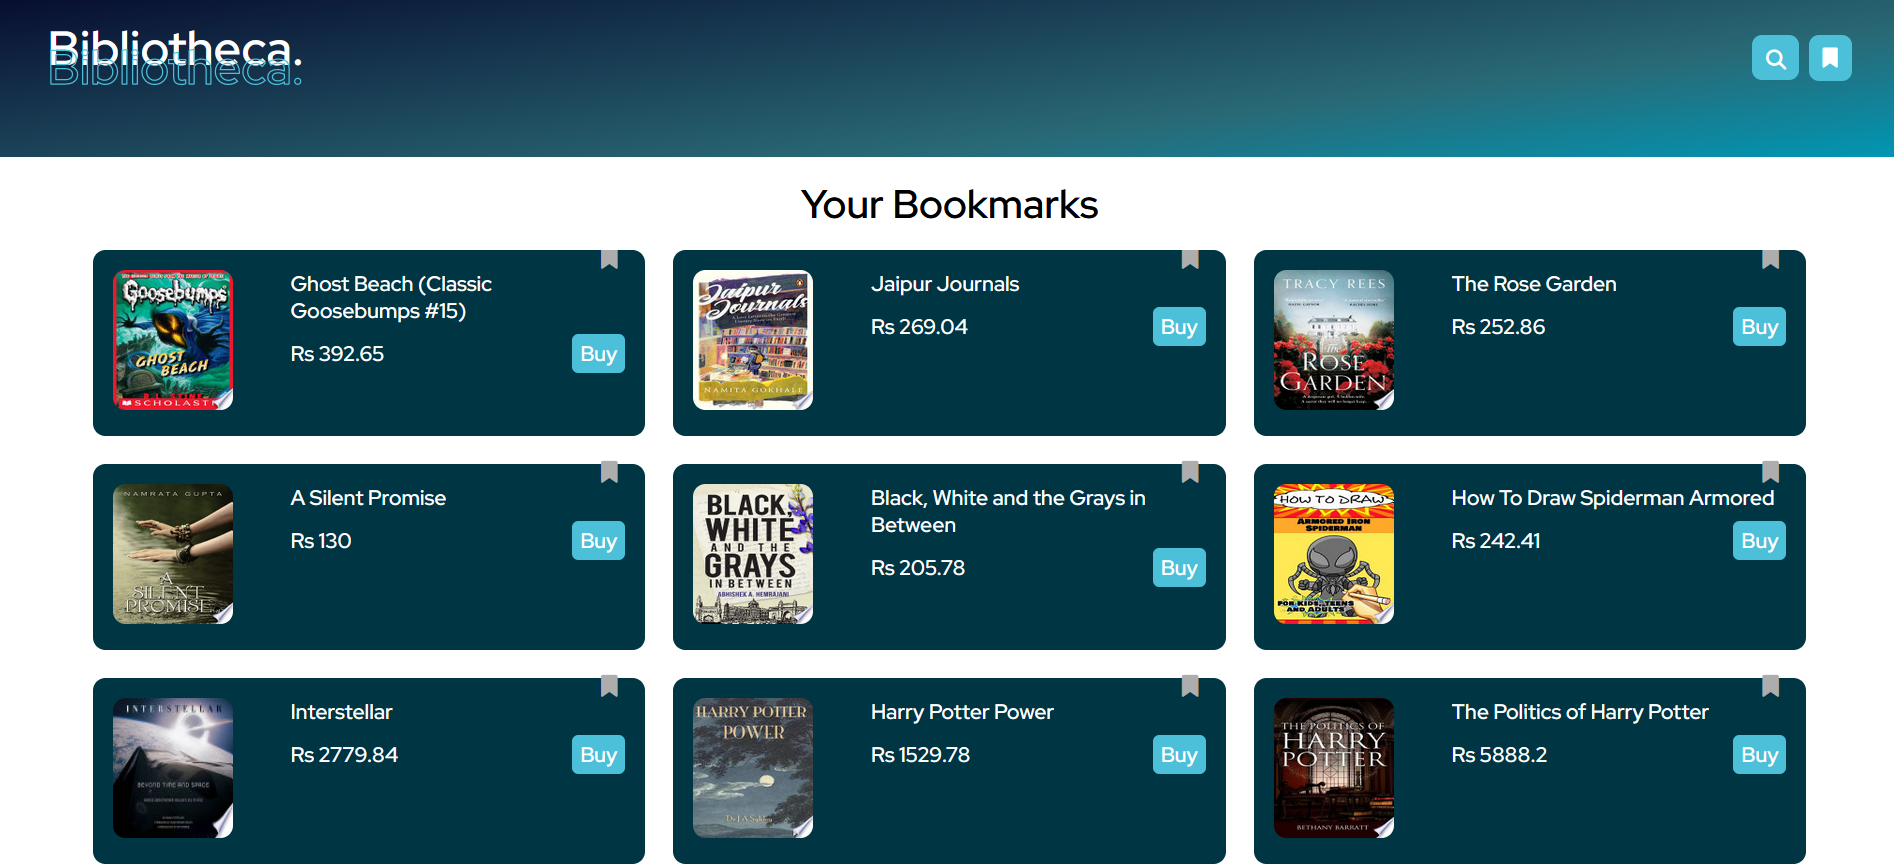 Bibliotheca.
Bibliotheca.
Your Bookmarks
Goosebumps
GHOST
BEACH
SCHOLAST
Ghost Beach (Classic
Goosebumps #15)
Rs 392.65
Buy
Jaipur
Journals
NAMITA GOKHALE
Jaipur Journals
Rs 269.04
Buy
TRACY REES
The
ROSE
GARDEN
The Rose Garden
Rs 252.86
Buy
NAMRATA GUPTA
A
SILENT
PROMISE
A Silent Promise
Rs 130
Buy
BLACK,
WHITE
AND THE
GRAYS
IN BETWEEN
ABHISHEK A. HEMRAJANI
Black, White and the Grays in
Between
Rs 205.78
Buy
HOW TO DRAW
ARMORED IRON
SPIDERMAN
FOR KIDS, TEENS
AND ADULTS
How To Draw Spiderman Armored
Rs 242.41
Buy
INTERSTELLAR
BEYOND TIME AND SPACE
Interstellar
Rs 2779.84
Buy
HARRY POTTER
POWER
Harry Potter Power
Rs 1529.78
Buy
THE POLITICS OF
HARRY
POTTER
BETHANY BARRATT
The Politics of Harry Potter
Rs 5888.2
Buy